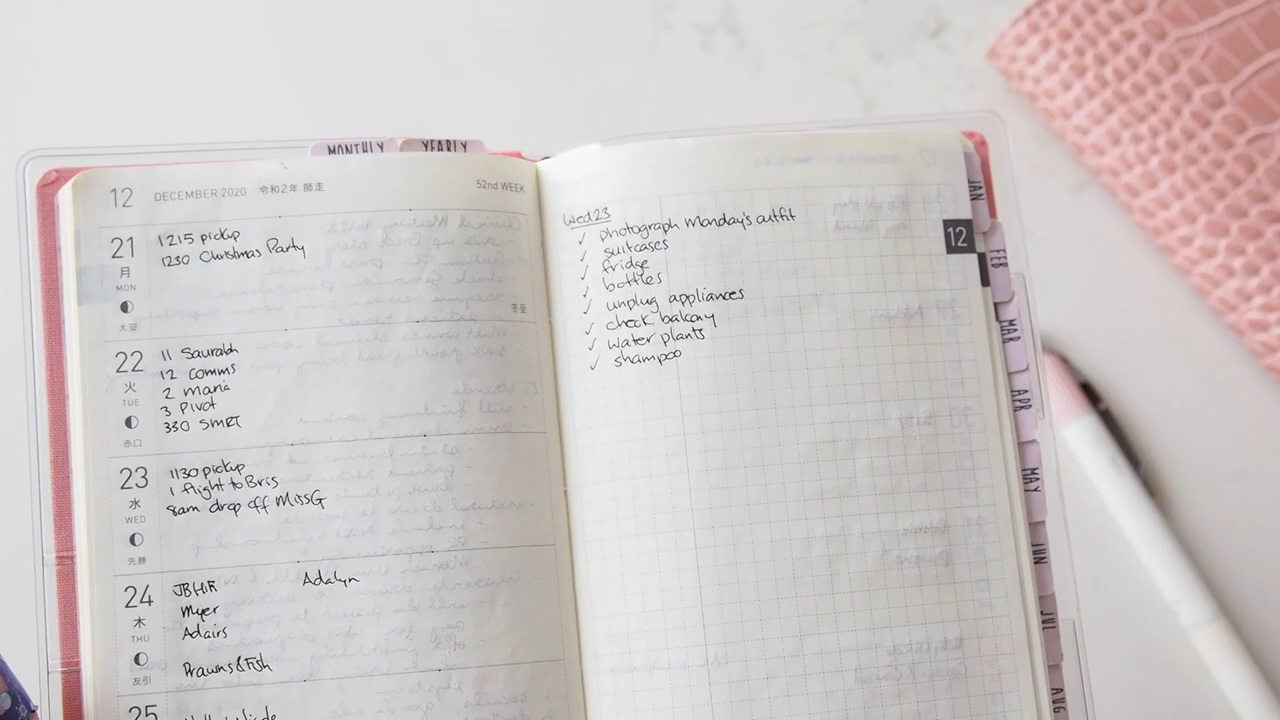 MONTHLY YEARLY
12 DECEMBER 2020 令和2年 師走 52nd WEEK
21 月 MON 大安
1215 pickup
1230 Christmas Party
冬至
22 火 TUE 赤口
11 Saurabh
12 comms
2 maria
3 Pivot
330 SMRT
23 水 WED 先勝
1130 pickup
1 flight to Bris
8am drop off MissG
24 木 THU 友引
JBHiFi Adalyn
Myer
Adairs
Prawns & Fish
25
Wed 23
✓ photograph Monday's outfit
✓ suitcases
✓ fridge
✓ bottles
✓ unplug appliances
✓ check balcony
✓ water plants
✓ shampoo
12
JAN
FEB
MAR
APR
MAY
JUN
JUL
AUG